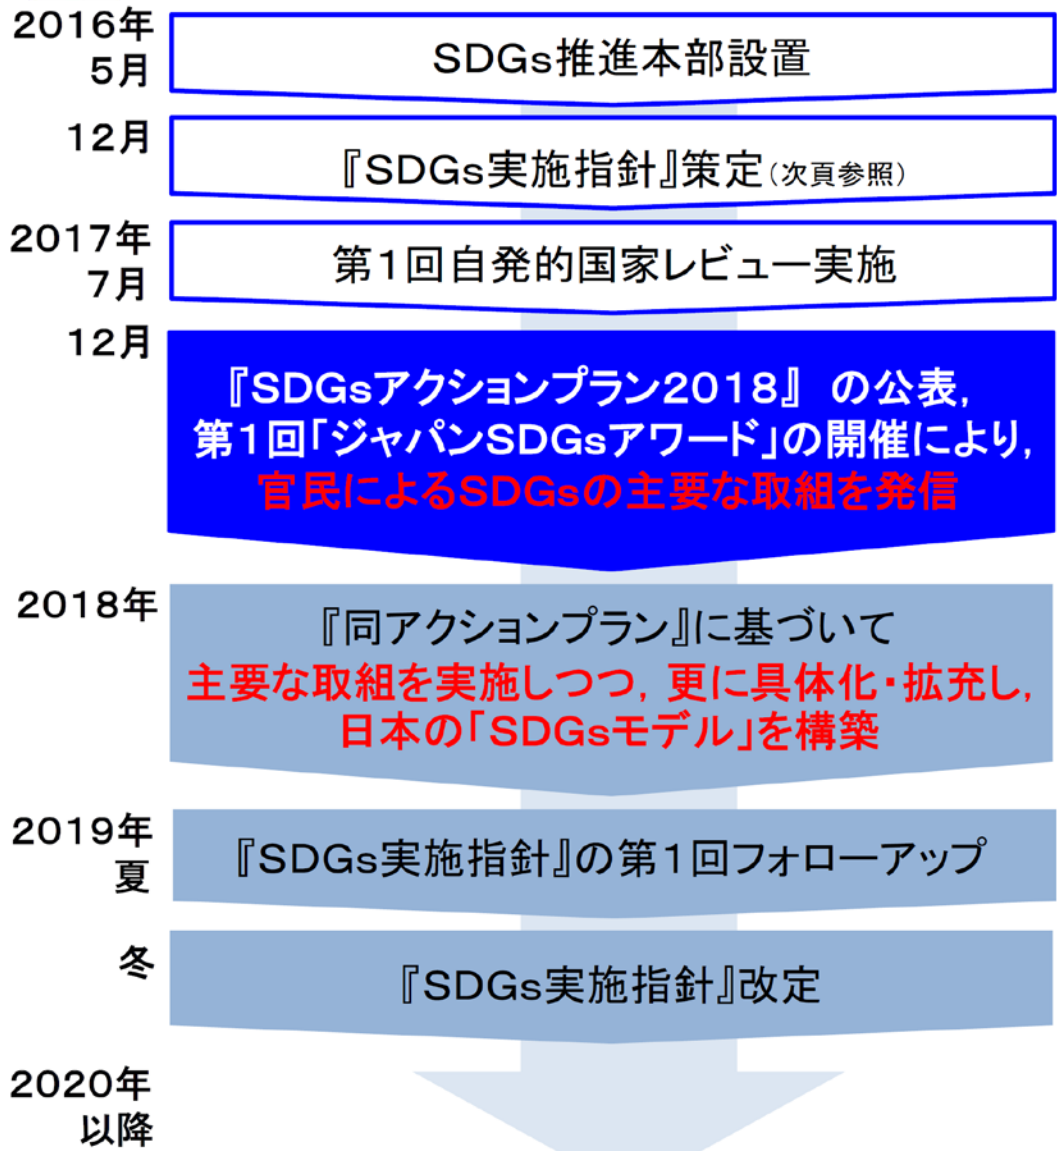 2016年
5月
SDGs推進本部設置
12月
『SDGs実施指針』策定(次頁参照)
2017年
7月
第1回自発的国家レビュー実施
12月
『SDGsアクションプラン2018』 の公表,
第1回「ジャパンSDGsアワード」の開催により,
官民によるSDGsの主要な取組を発信
2018年
『同アクションプラン』に基づいて
主要な取組を実施しつつ, 更に具体化・拡充し,
日本の「SDGsモデル」を構築
2019年
夏
『SDGs実施指針』の第1回フォローアップ
冬
『SDGs実施指針』改定
2020年
以降